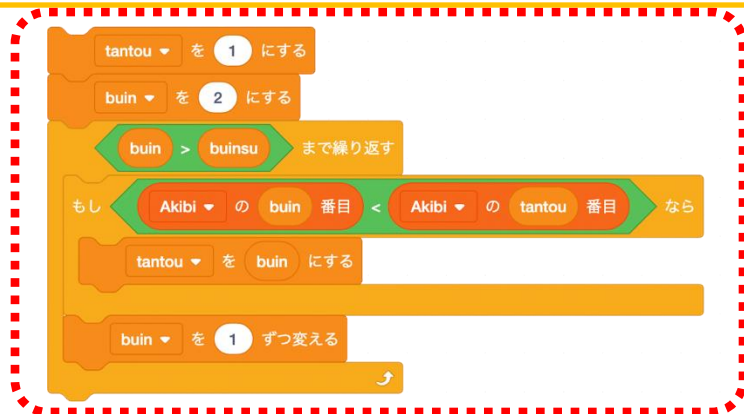 tantou を 1 にする
buin を 2 にする
buin > buinsu まで繰り返す
もし Akibi の buin 番目 < Akibi の tantou 番目 なら
tantou を buin にする
buin を 1 ずつ変える